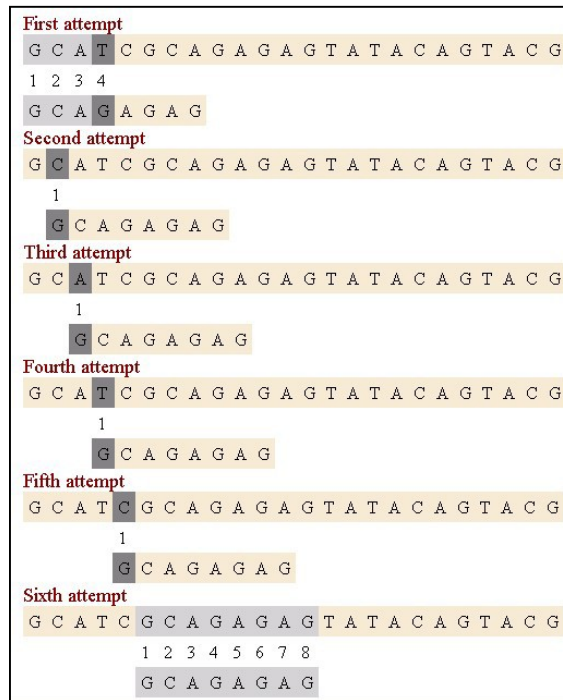 First attempt
G C A T C G C A G A G A G T A T A C A G T A C G
1 2 3 4
G C A G A G A G
Second attempt
G C A T C G C A G A G A G T A T A C A G T A C G
1
G C A G A G A G
Third attempt
G C A T C G C A G A G A G T A T A C A G T A C G
1
G C A G A G A G
Fourth attempt
G C A T C G C A G A G A G T A T A C A G T A C G
1
G C A G A G A G
Fifth attempt
G C A T C G C A G A G A G T A T A C A G T A C G
1
G C A G A G A G
Sixth attempt
G C A T C G C A G A G A G T A T A C A G T A C G
1 2 3 4 5 6 7 8
G C A G A G A G